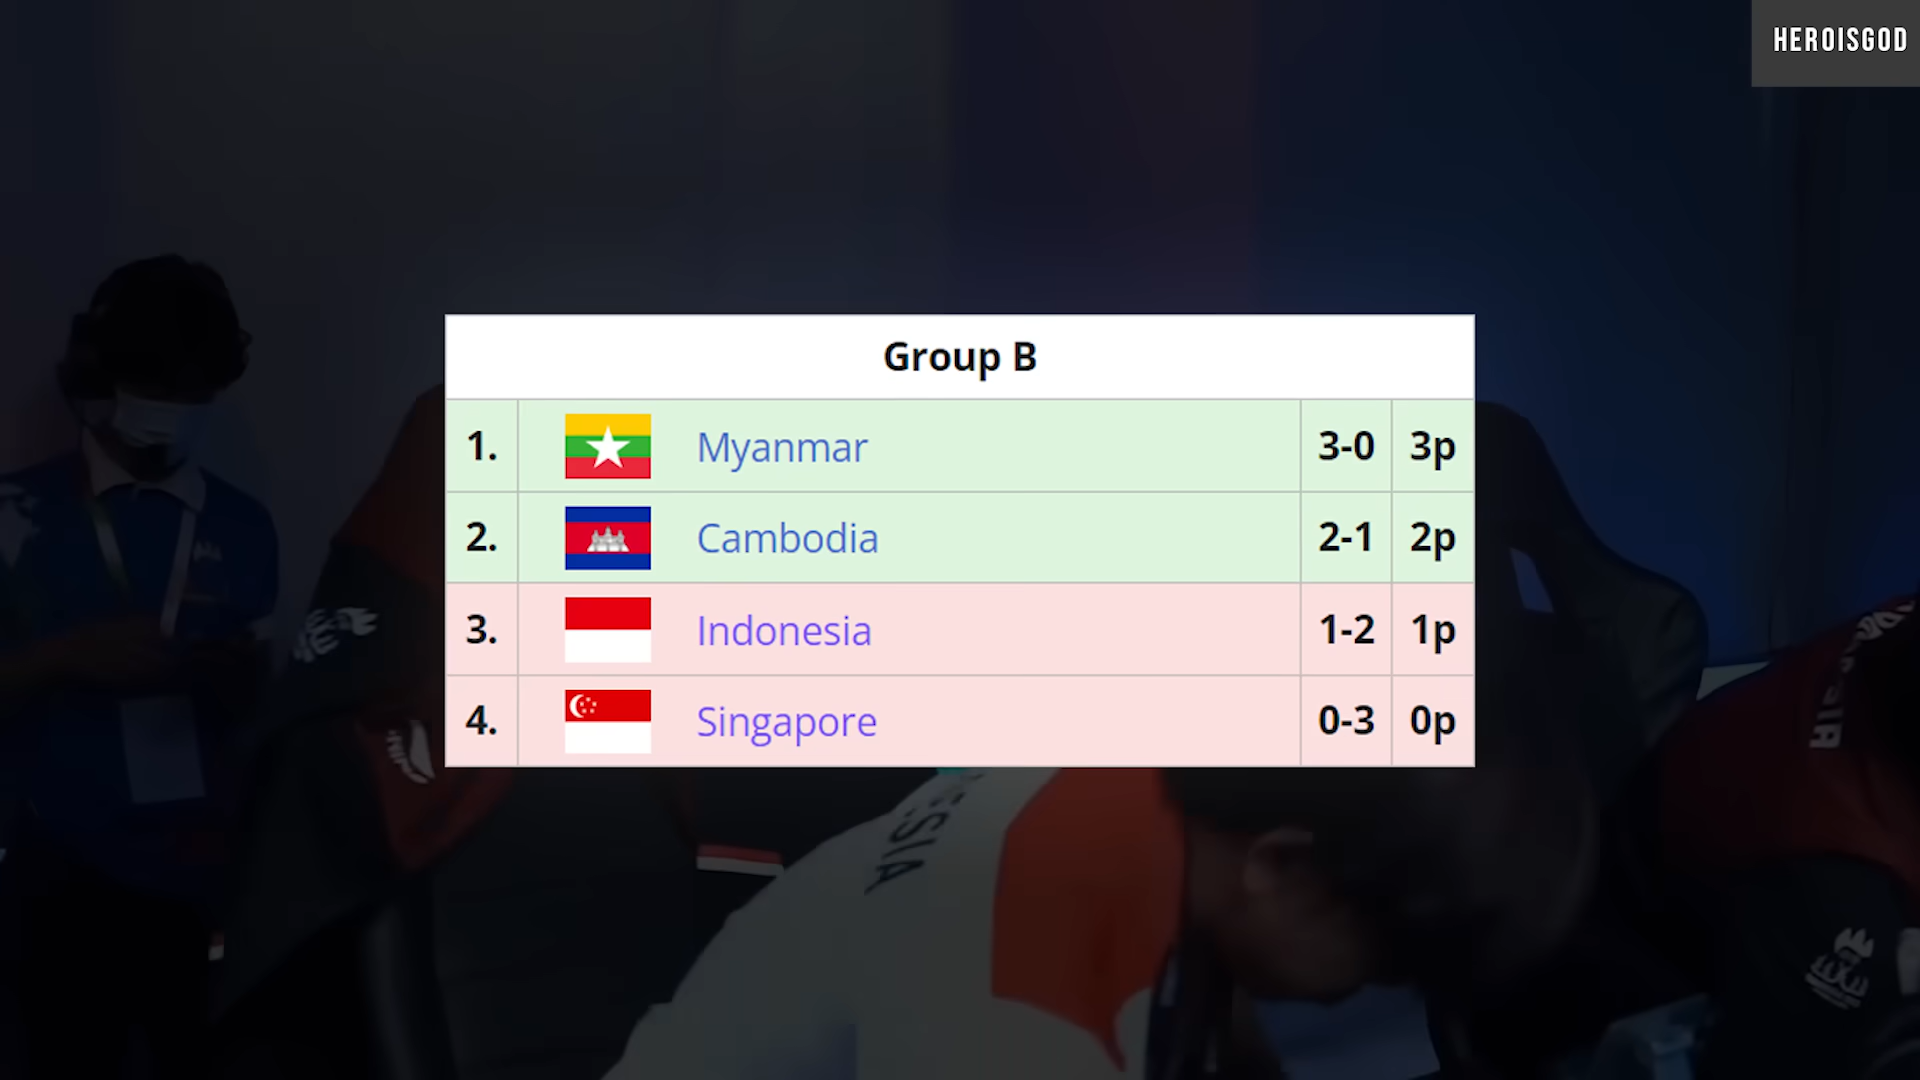 HEROISGOD
Group B
1. Myanmar 3-0 3p
2. Cambodia 2-1 2p
3. Indonesia 1-2 1p
4. Singapore 0-3 0p
ESIA